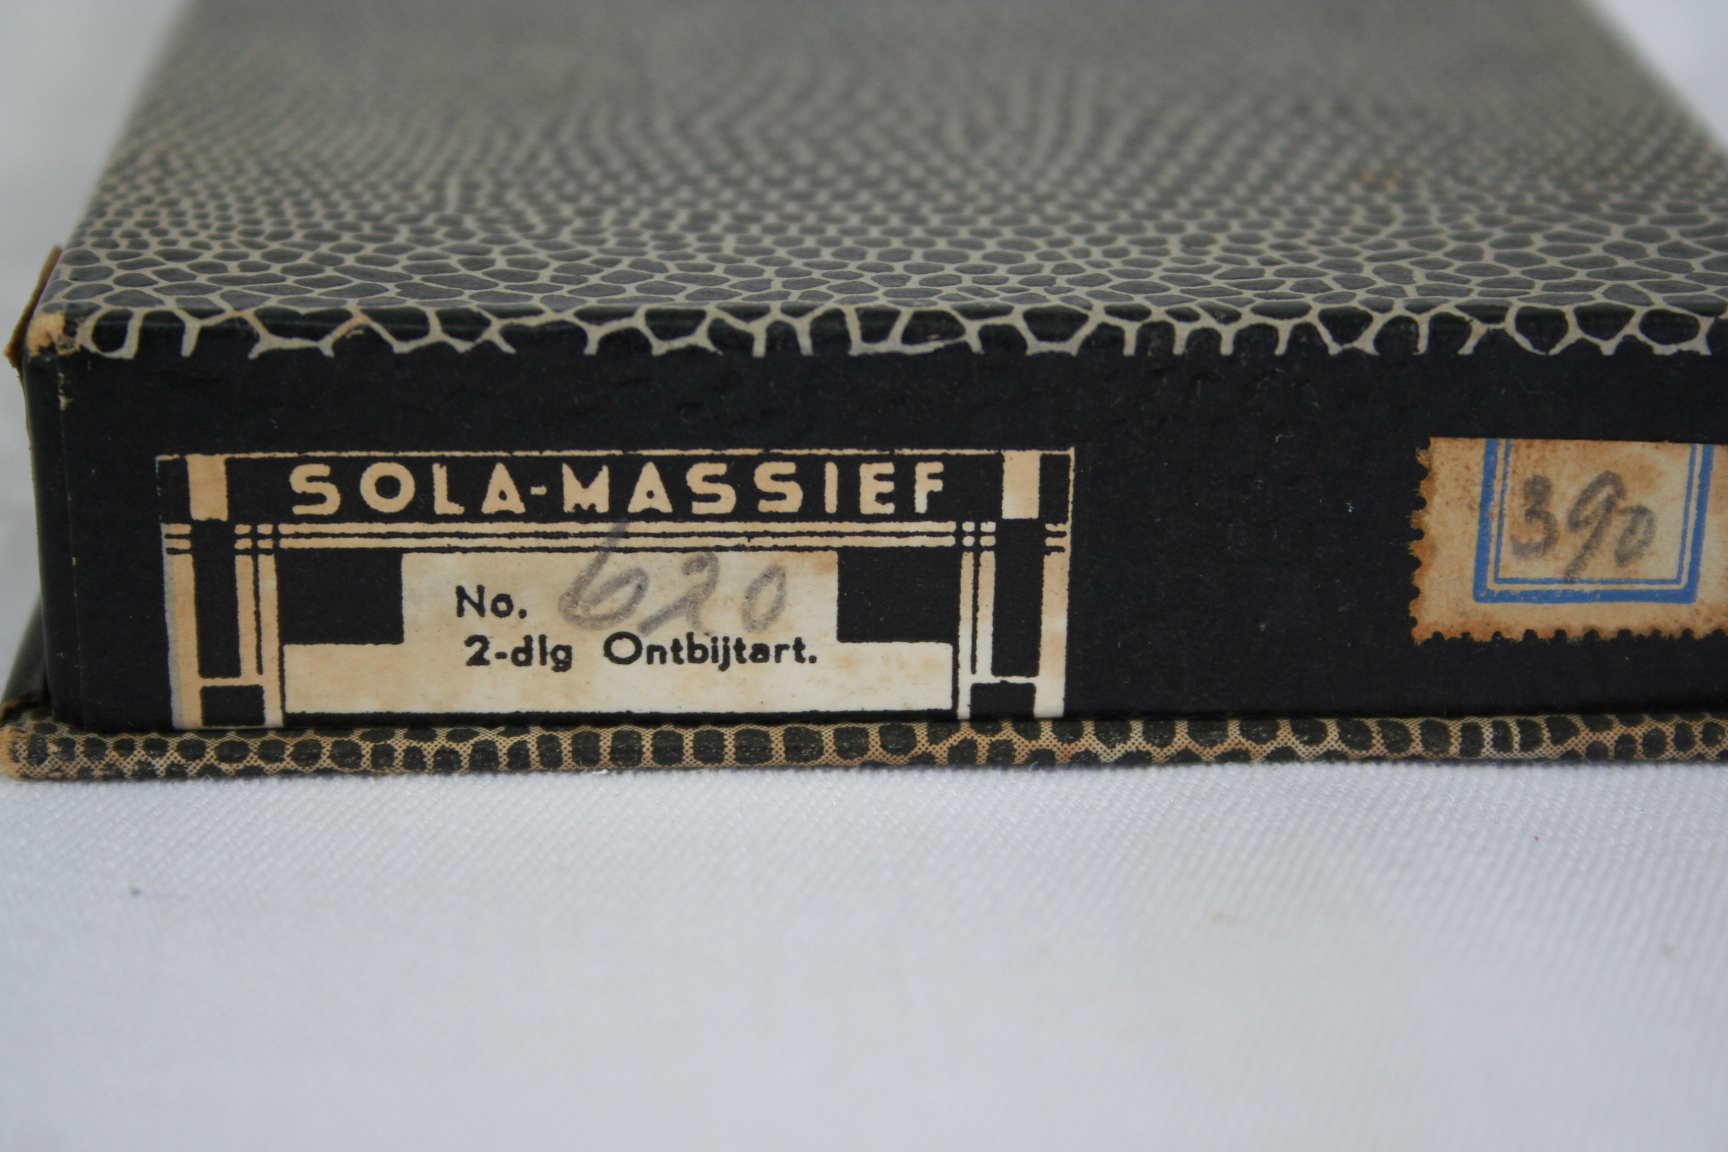 SOLA-MASSIEF
No. 620
2-dlg Ontbijtart.
390